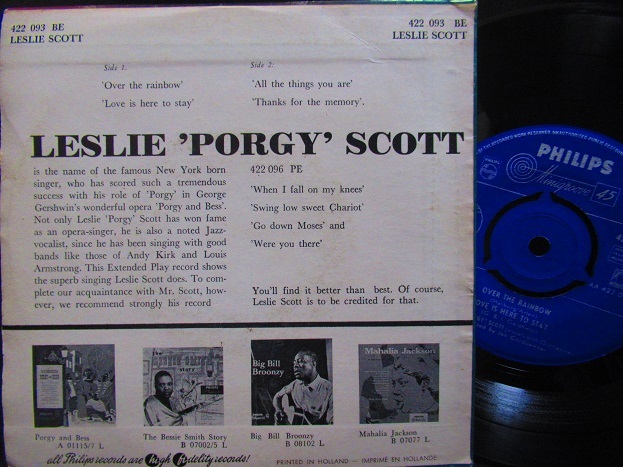 422 093 BE
LESLIE SCOTT
422 093 BE
LESLIE SCOTT
Side 1.
'Over the rainbow'
'Love is here to stay'
Side 2.
'All the things you are'
'Thanks for the memory'.
LESLIE 'PORGY' SCOTT
is the name of the famous New York born
singer, who has scored such a tremendous
success with his role of 'Porgy' in George
Gershwin's wonderful opera 'Porgy and Bess'.
Not only Leslie 'Porgy' Scott has won fame
as an opera-singer, he is also a noted Jazz-
vocalist, since he has been singing with good
bands like those of Andy Kirk and Louis
Armstrong. This Extended Play record shows
the superb singing Leslie Scott does. To com-
plete our acquaintance with Mr. Scott, how-
ever, we recommend strongly his record
422 096 PE
'When I fall on my knees'
'Swing low sweet Chariot'
'Go down Moses' and
'Were you there'
You'll find it better than best. Of course,
Leslie Scott is to be credited for that.
Big Bill
Broonzy
Mahalia Jackson
Porgy and Bess
A 01115/7 L
The Bessie Smith Story
B 07002/5 L
Big Bill Broonzy
B 08102 L
Mahalia Jackson
B 07077 L
all Philips records are high fidelity records!
PRINTED IN HOLLAND - IMPRIMÉ EN HOLLANDE
PHILIPS
Minigroove 45
OVER THE RAINBOW
LOVE IS HERE TO STAY